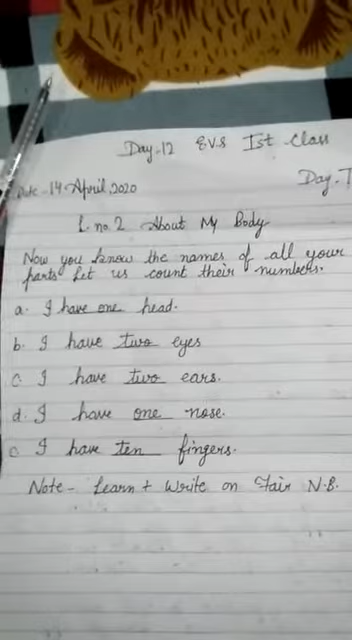 Day-12 E.V.S Ist Class
Date-14 April 2020 Day.T
L.no.2 About My Body
Now you know the names of all your
parts let us count their numbers.
a. I have one head.
b. I have two eyes
c. I have two ears.
d. I have one nose.
e I have ten fingers.
Note - Learn + Write on Fair N.B.